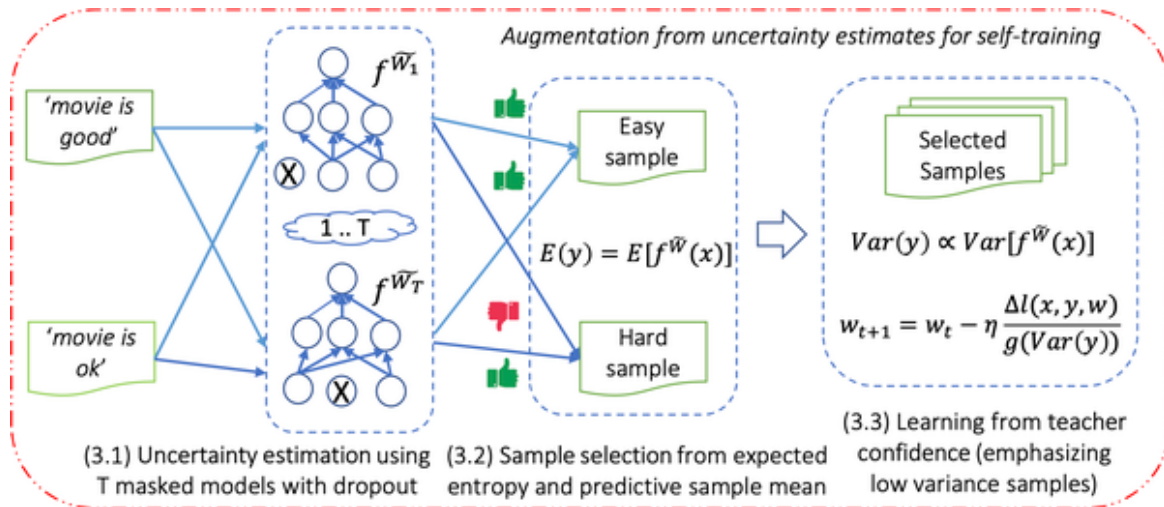 Augmentation from uncertainty estimates for self-training
‘movie is
good’
‘movie is
ok’
f^{W̃_1}
X
1 .. T
f^{W̃_T}
X
Easy
sample
E(y) = E[f^{W̃}(x)]
Hard
sample
Selected
Samples
Var(y) ∝ Var[f^{W̃}(x)]
w_{t+1} = w_t − η Δl(x, y, w) / g(Var(y))
(3.1) Uncertainty estimation using
T masked models with dropout
(3.2) Sample selection from expected
entropy and predictive sample mean
(3.3) Learning from teacher
confidence (emphasizing
low variance samples)